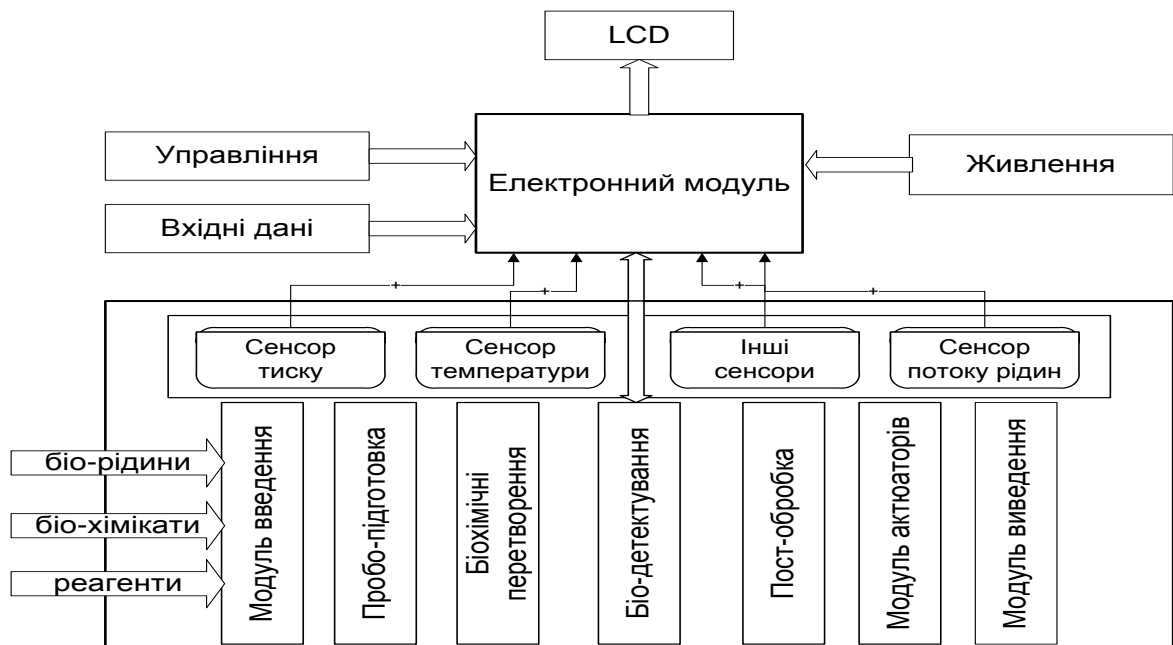 LCD
Управління
Електронний модуль
Живлення
Вхідні дані
+
+
+
+
Сенсор
тиску
Сенсор
температури
Інші
сенсори
Сенсор
потоку рідин
біо-рідини
біо-хімікати
реагенти
Модуль введення
Пробо-підготовка
Біохімічні
перетворення
Біо-детектування
Пост-обробка
Модуль актюаторів
Модуль виведення